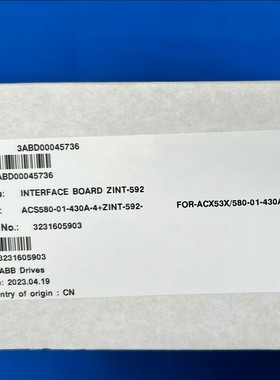 3ABD00045736
ABD00045736
INTERFACE BOARD ZINT-592
ACS580-01-430A-4+ZINT-592- FOR-ACX53X/580-01-430A
No.: 3231605903
3231605903
ABB Drives
: 2023.04.19
ntry of origin : CN